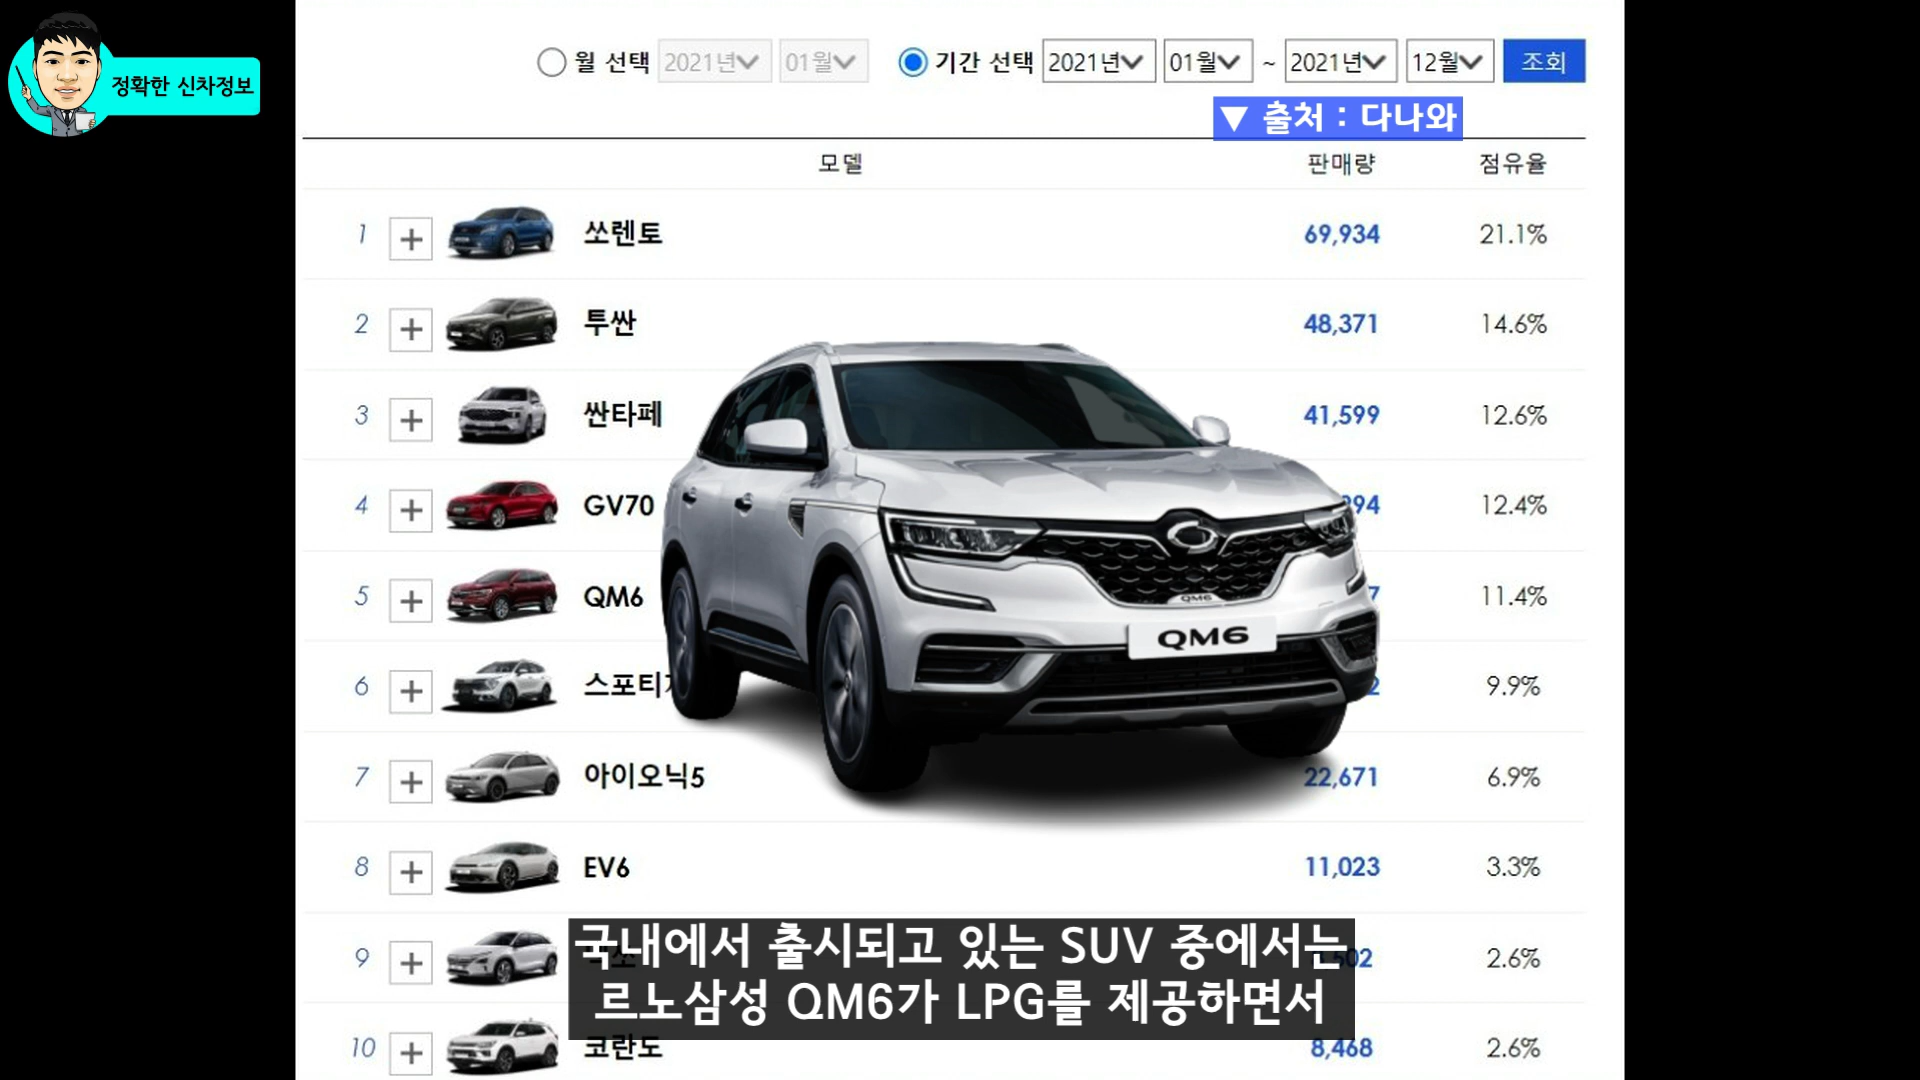 정확한 신차정보
월 선택 2021년 01월 기간 선택 2021년 01월 ~ 2021년 12월 조회
▼ 출처 : 다나와
모델 판매량 점유율
1 쏘렌토 69,934 21.1%
2 투싼 48,371 14.6%
3 싼타페 41,599 12.6%
4 GV70 12.4%
5 QM6 11.4%
6 스포티 9.9%
7 아이오닉5 22,671 6.9%
8 EV6 11,023 3.3%
9 2.6%
10 코란도 8,468 2.6%
QM6
QM6
국내에서 출시되고 있는 SUV 중에서는
르노삼성 QM6가 LPG를 제공하면서